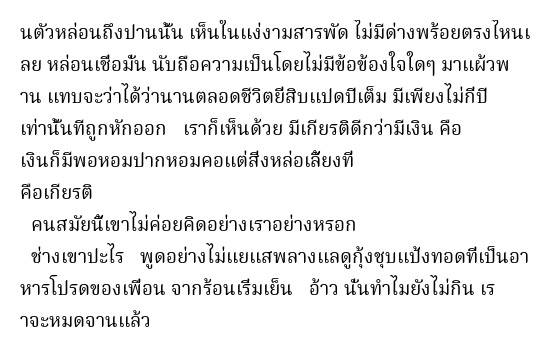 นตัวหล่อนถึงปานนั้น เห็นในแง่งามสารพัด ไม่มีด่างพร้อยตรงไหนเ
ลย หล่อนเชื่อมั่น นับถือความเป็นโดยไม่มีข้อข้องใจใดๆ มาแผ้วพ
าน แทบจะว่าได้ว่านานตลอดชีวิตยี่สิบแปดปีเต็ม มีเพียงไม่กี่ปี
เท่านั้นที่ถูกหักออก   เราก็เห็นด้วย มีเกียรติดีกว่ามีเงิน คือ
เงินก็มีพอหอมปากหอมคอแต่สิ่งหล่อเลี้ยงที่
คือเกียรติ
คนสมัยนี้เขาไม่ค่อยคิดอย่างเราอย่างหรอก
ช่างเขาปะไร   พูดอย่างไม่แยแสพลางแลดูกุ้งชุบแป้งทอดที่เป็นอา
หารโปรดของเพื่อน จากร้อนเริ่มเย็น   อ้าว นั่นทำไมยังไม่กิน เร
าจะหมดจานแล้ว